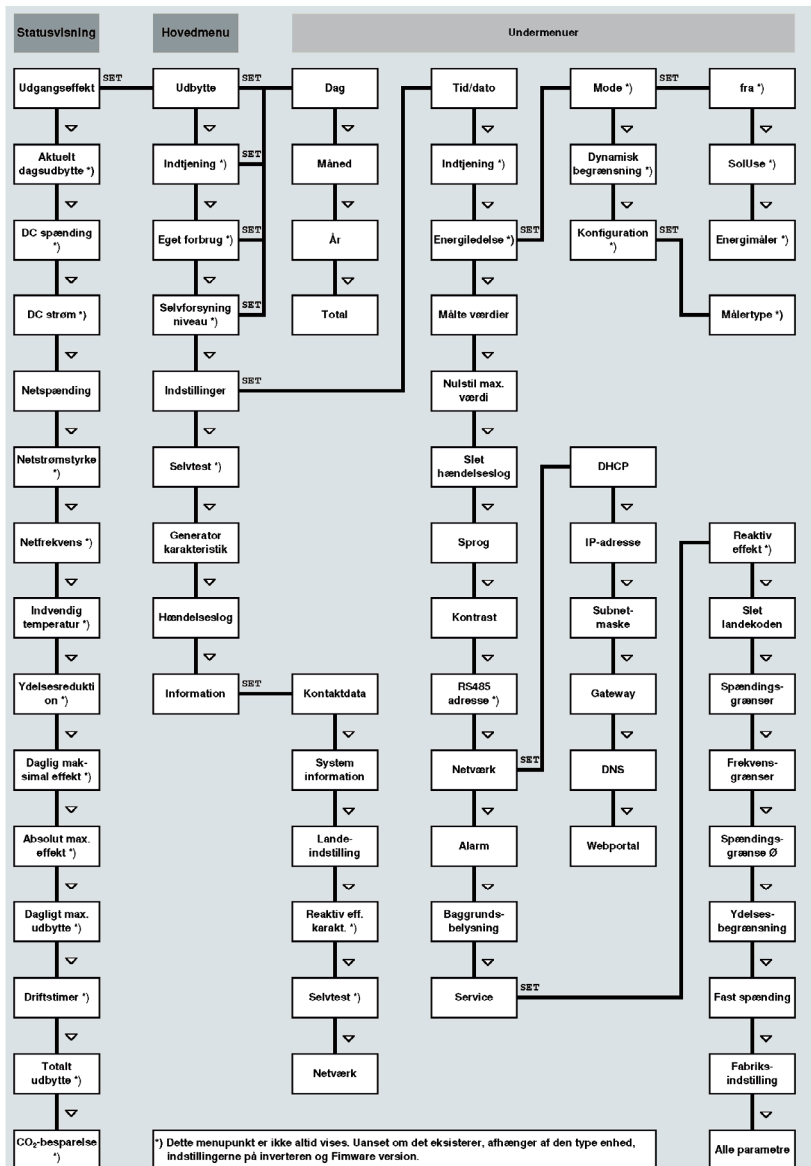 Statusvisning
Hovedmenu
Undermenuer
Udgangseffekt
SET
Udbytte
SET
Dag
Tid/dato
Mode *)
SET
fra *)
Aktuelt
dagsudbytte *)
Indtjening *)
SET
Måned
Indtjening *)
Dynamisk
begrænsning *)
SolUse *)
DC spænding
*)
Eget forbrug *)
SET
År
Energiledelse *)
SET
Konfiguration
*)
SET
Energimåler *)
DC strøm *)
Selvforsyning
niveau *)
SET
Total
Målte værdier
Målertype *)
Netspænding
Indstillinger
SET
Nulstil max.
værdi
Netstrømstyrke
*)
Selvtest *)
Slet
hændelseslog
DHCP
Netfrekvens *)
Generator
karakteristik
Sprog
IP-adresse
Reaktiv
effekt *)
Indvendig
temperatur *)
Hændelseslog
Kontrast
Subnet-
maske
Slet
landekoden
Ydelsesredukti
on *)
Information
SET
Kontaktdata
RS485
adresse *)
Gateway
Spændings-
grænser
Daglig mak-
simal effekt *)
System
information
Netværk
SET
DNS
Frekvens-
grænser
Absolut max.
effekt *)
Lande-
indstilling
Alarm
Webportal
Spændings-
grænse Ø
Dagligt max.
udbytte *)
Reaktiv eff.
karakt. *)
Baggrunds-
belysning
Ydelses-
begrænsning
Driftstimer *)
Selvtest *)
Service
SET
Fast spænding
Totalt
udbytte *)
Netværk
Fabriks-
indstilling
CO₂-besparelse
*)
*) Dette menupunkt er ikke altid vises. Uanset om det eksisterer, afhænger af den type enhed,
indstillingerne på inverteren og Fimware version.
Alle parametre